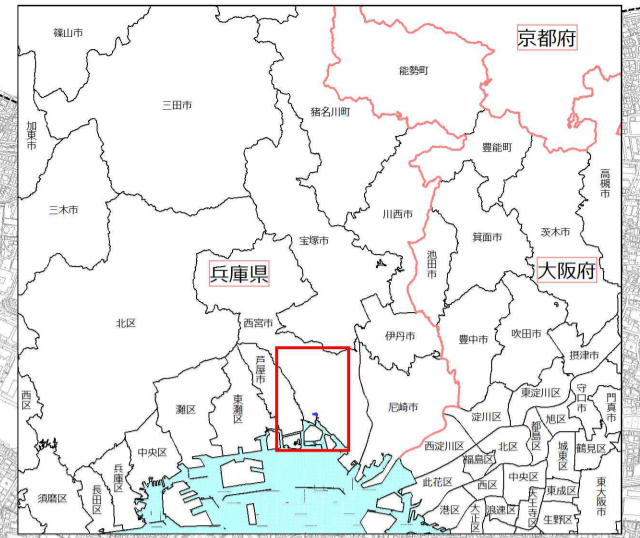 篠山市
京都府
能勢町
三田市
猪名川町
加東市
豊能町
高槻市
三木市
川西市
茨木市
箕面市
宝塚市
池田市
兵庫県
大阪府
北区
西宮市
伊丹市
豊中市
吹田市
摂津市
芦屋市
東灘区
灘区
尼崎市
西区
東淀川区
守口市
門真市
淀川区
都島区
旭区
西淀川区
北区
城東区
鶴見区
中央区
福島区
兵庫区
此花区
西区
中央区
東成区
東大阪市
須磨区
長田区
港区
大正区
浪速区
天王寺区
生野区